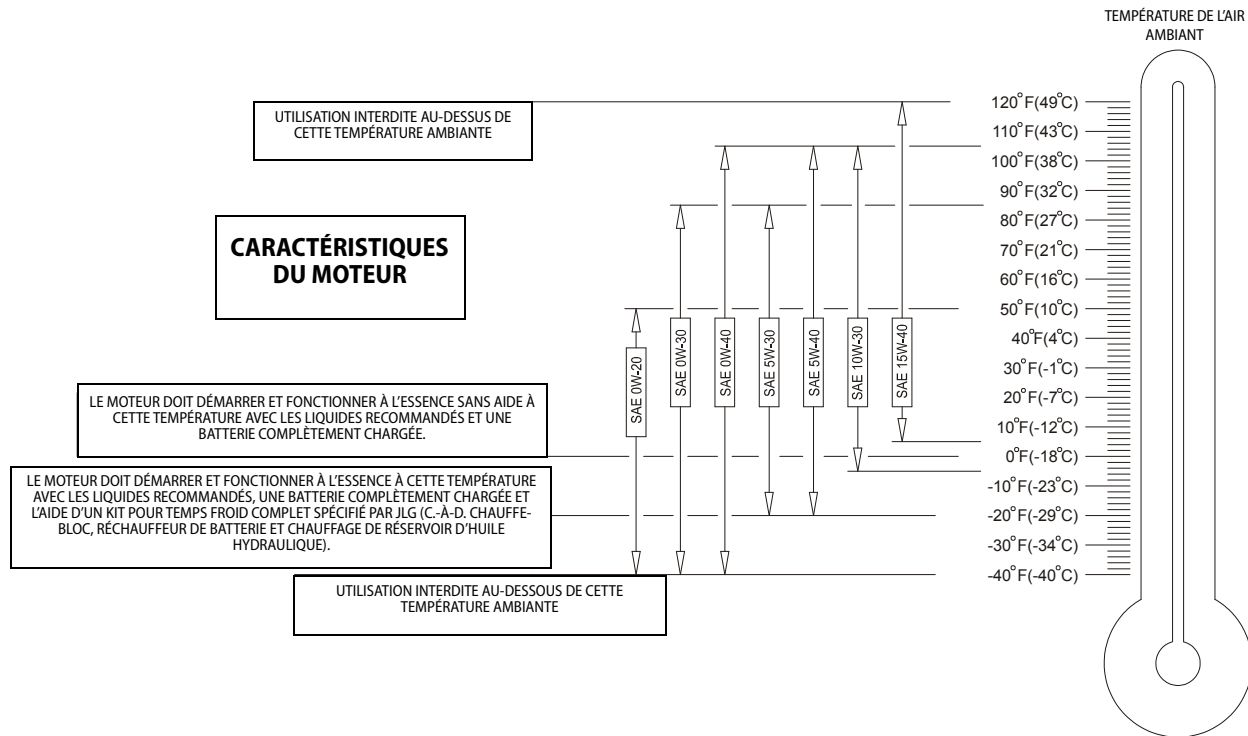 TEMPÉRATURE DE L'AIR
AMBIANT
UTILISATION INTERDITE AU-DESSUS DE
CETTE TEMPÉRATURE AMBIANTE
CARACTÉRISTIQUES
DU MOTEUR
LE MOTEUR DOIT DÉMARRER ET FONCTIONNER À L'ESSENCE SANS AIDE À
CETTE TEMPÉRATURE AVEC LES LIQUIDES RECOMMANDÉS ET UNE
BATTERIE COMPLÈTEMENT CHARGÉE.
LE MOTEUR DOIT DÉMARRER ET FONCTIONNER À L'ESSENCE À CETTE TEMPÉRATURE
AVEC LES LIQUIDES RECOMMANDÉS, UNE BATTERIE COMPLÈTEMENT CHARGÉE ET
L'AIDE D'UN KIT POUR TEMPS FROID COMPLET SPÉCIFIÉ PAR JLG (C.-À-D. CHAUFFE-
BLOC, RÉCHAUFFEUR DE BATTERIE ET CHAUFFAGE DE RÉSERVOIR D'HUILE
HYDRAULIQUE).
UTILISATION INTERDITE AU-DESSOUS DE CETTE
TEMPÉRATURE AMBIANTE
SAE 0W-20
SAE 0W-30
SAE 0W-40
SAE 5W-30
SAE 5W-40
SAE 10W-30
SAE 15W-40
120°F(49°C)
110°F(43°C)
100°F(38°C)
90°F(32°C)
80°F(27°C)
70°F(21°C)
60°F(16°C)
50°F(10°C)
40°F(4°C)
30°F(-1°C)
20°F(-7°C)
10°F(-12°C)
0°F(-18°C)
-10°F(-23°C)
-20°F(-29°C)
-30°F(-34°C)
-40°F(-40°C)